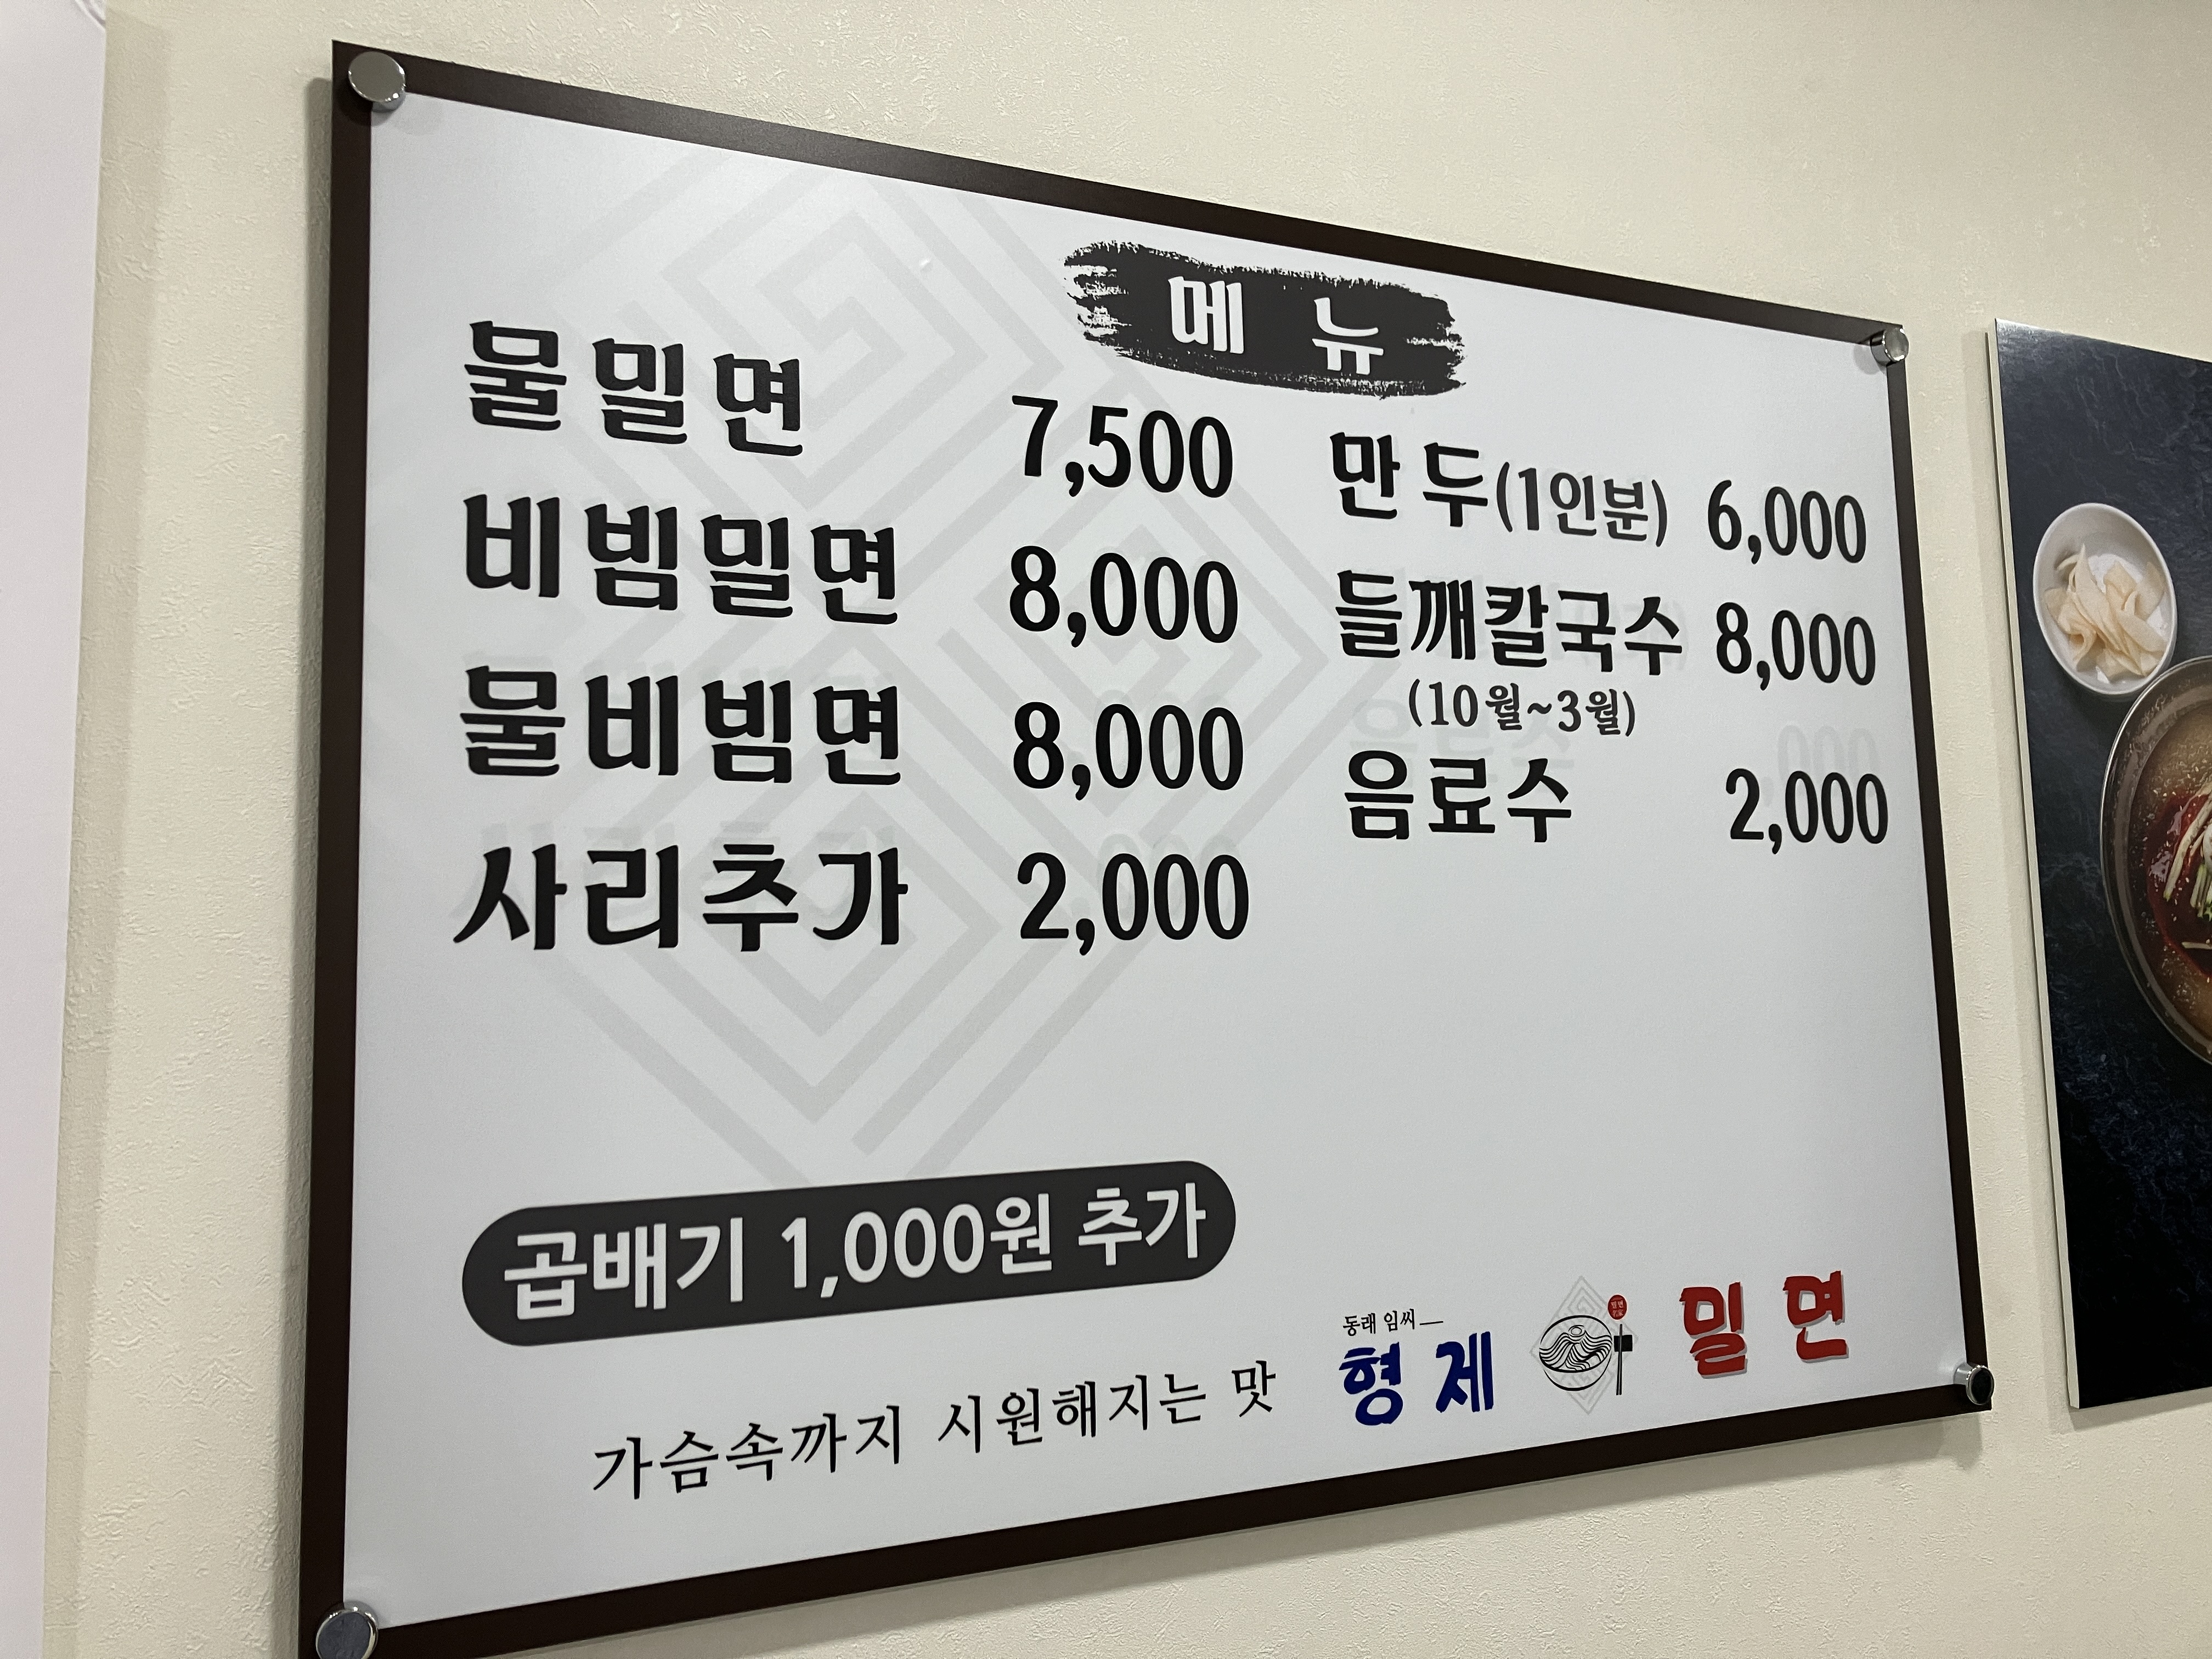 메 뉴
물밀면 7,500
비빔밀면 8,000
물비빔면 8,000
사리추가 2,000
만두(1인분) 6,000
들깨칼국수 8,000
(10월~3월)
음료수 2,000
곱배기 1,000원 추가
가슴속까지 시원해지는 맛
동래 임씨
형제 밀면